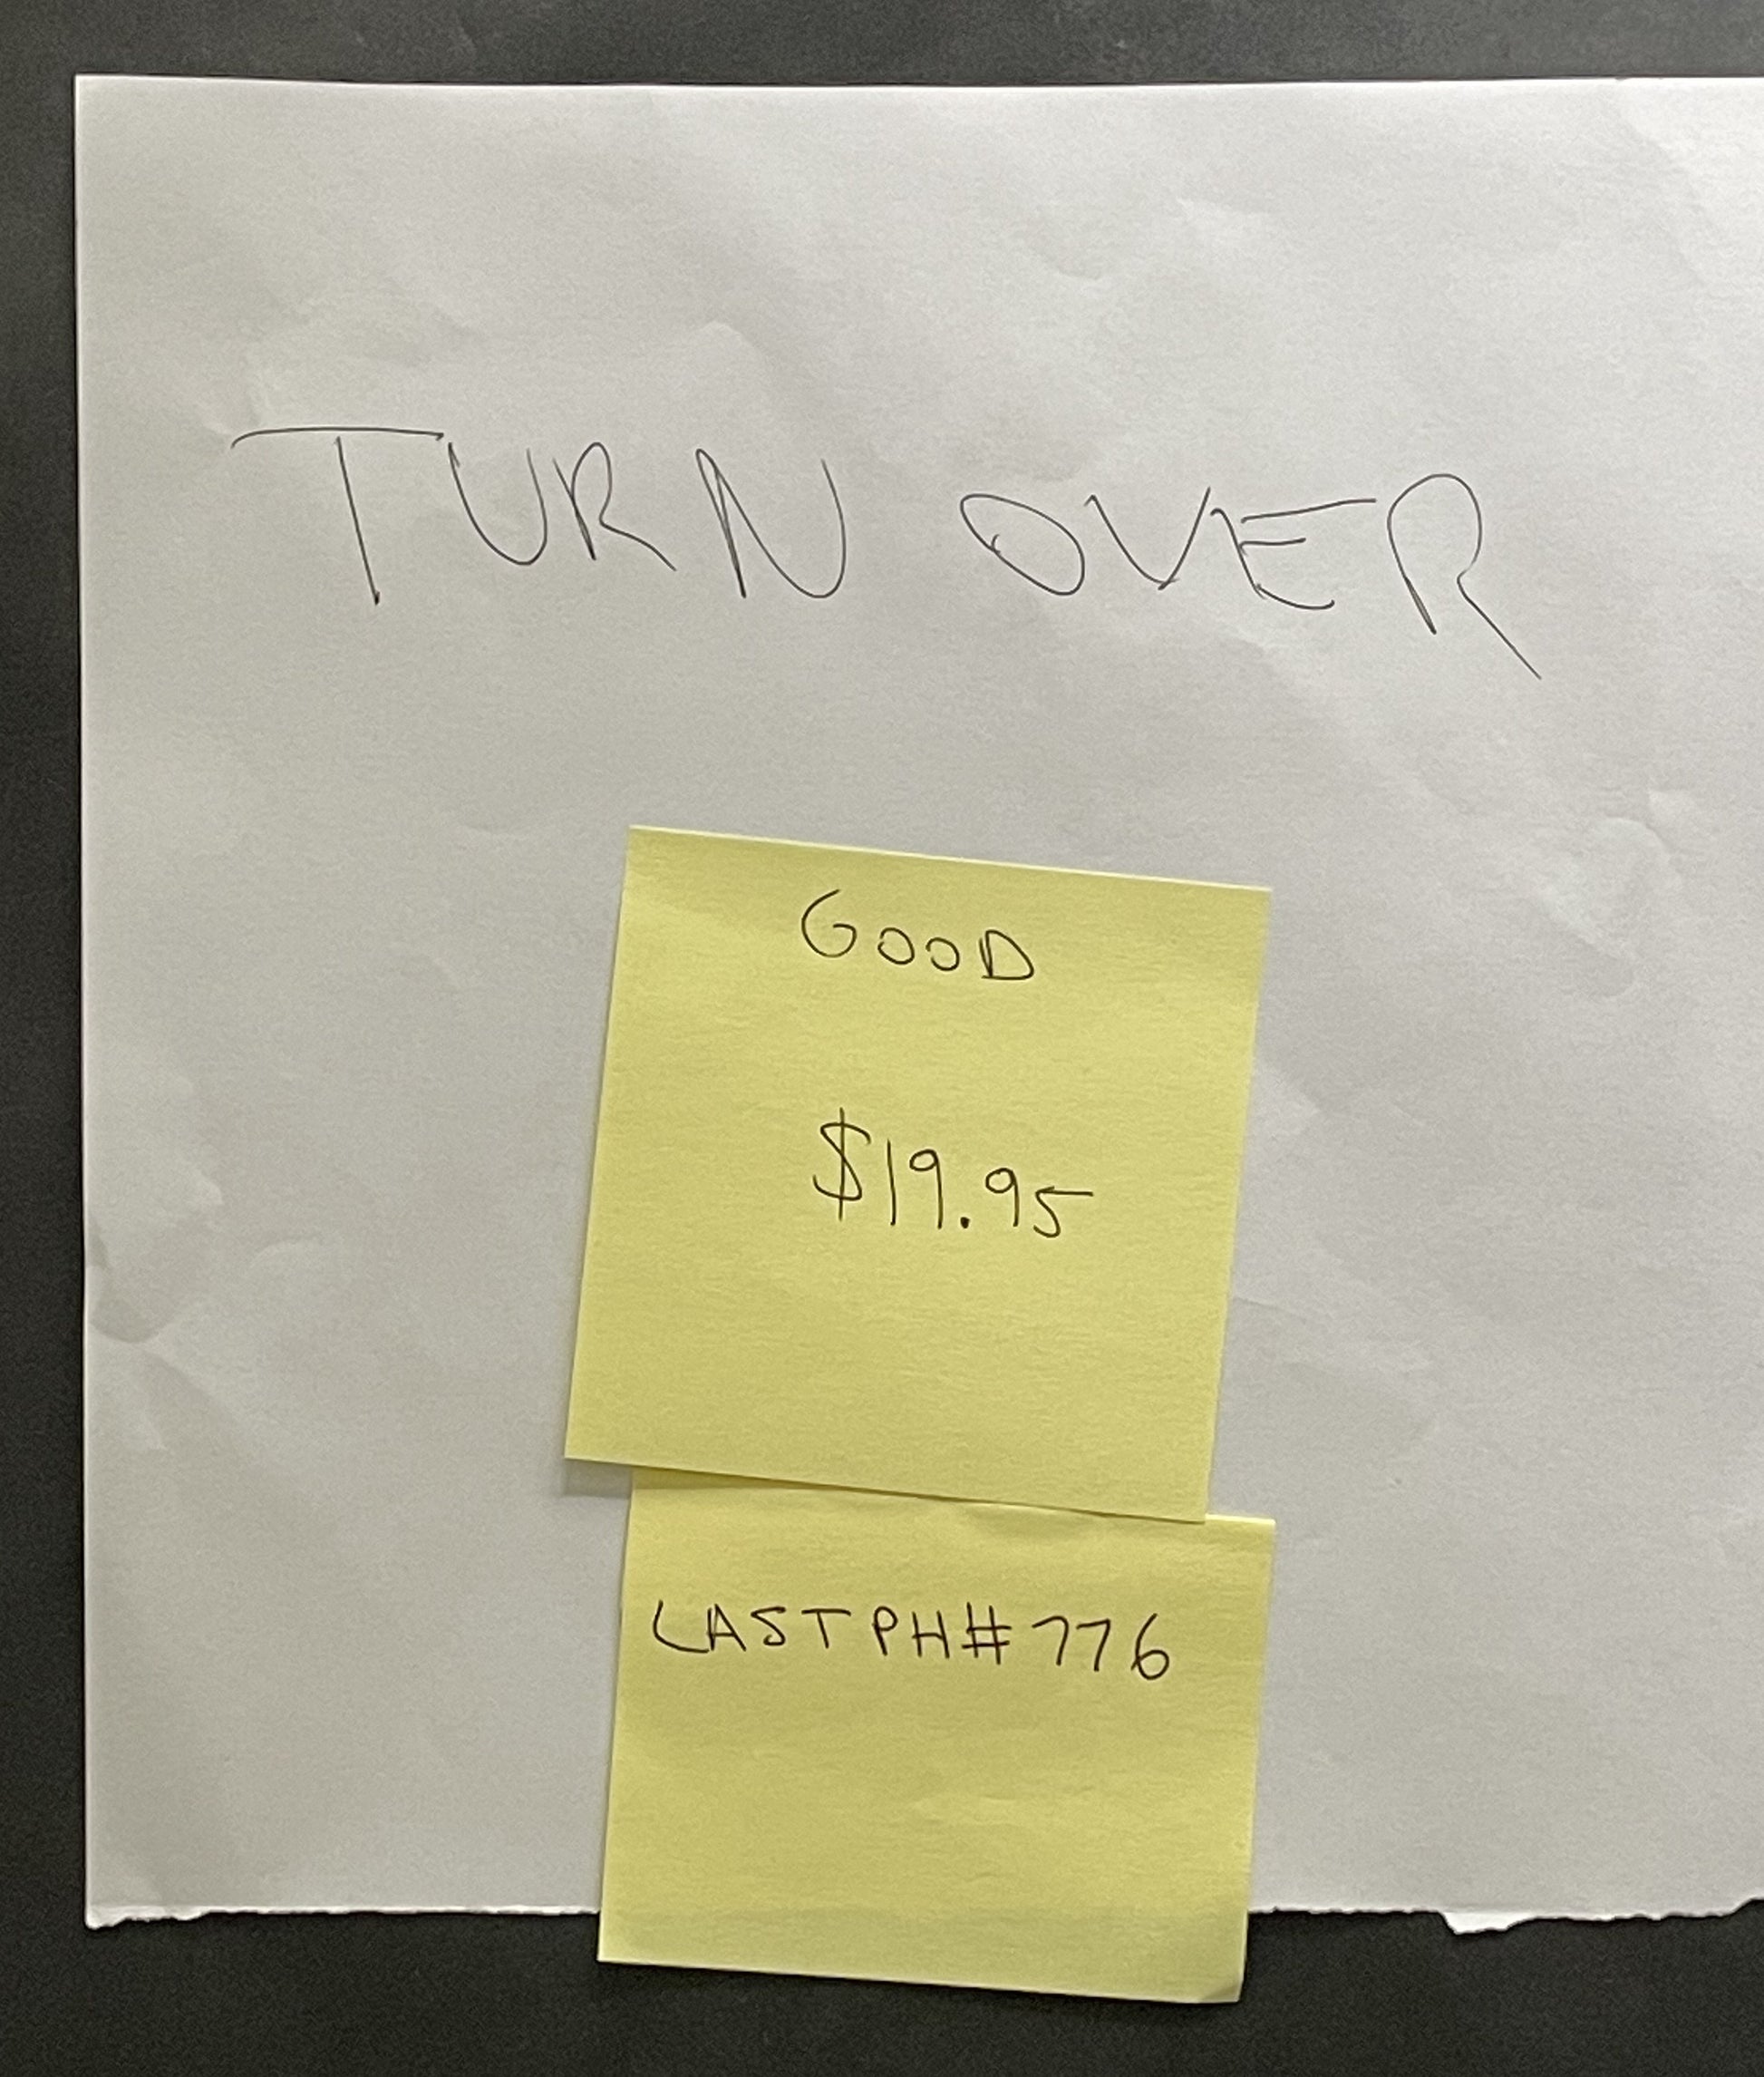 TURN OVER
GOOD
$19.95
LAST PH#776